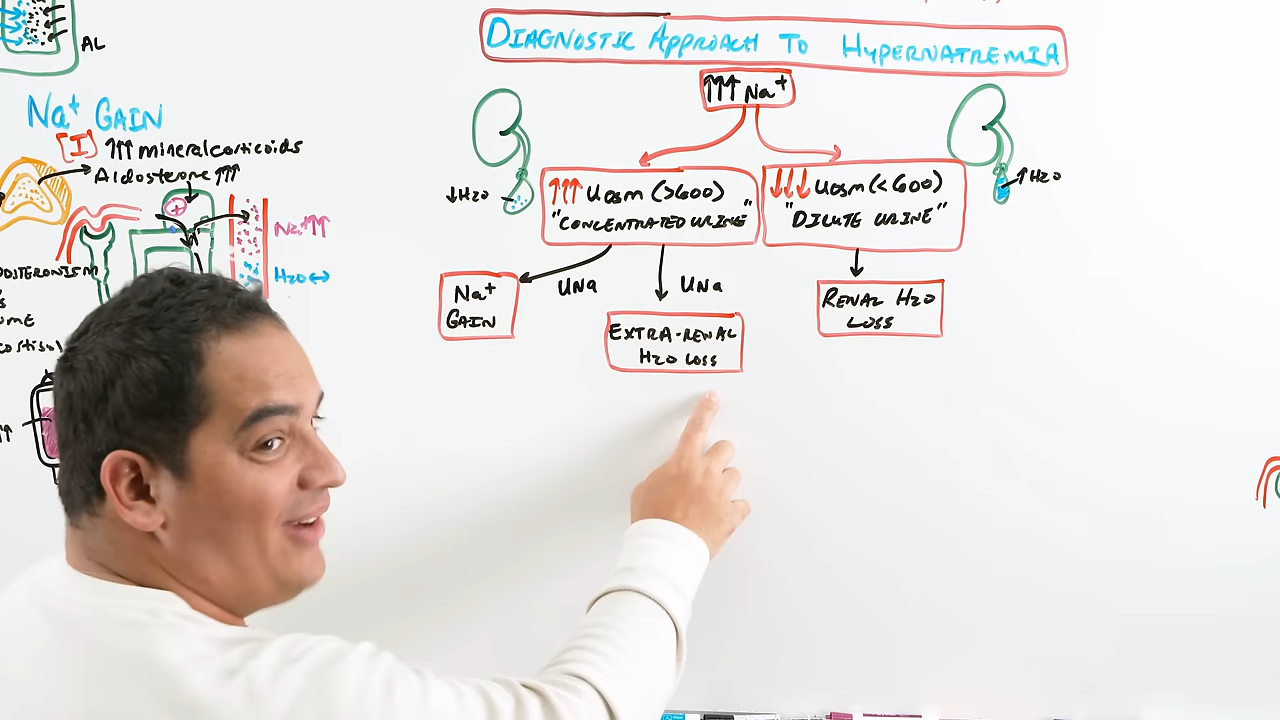 AL
Na+ GAIN
[I] ↑↑↑ mineralcorticoids
Aldosterone ↑↑↑
Na+↑↑
H2O↔
DIAGNOSTIC APPROACH TO HYPERNATREMIA
↑↑↑ Na+
↓H2O
↑↑↑ Uosm (>600)
"CONCENTRATED URINE"
↓↓↓ Uosm (<600)
"DILUTE URINE"
↑H2O
UNa
UNa
Na+
GAIN
EXTRA-RENAL
H2O LOSS
RENAL H2O
LOSS